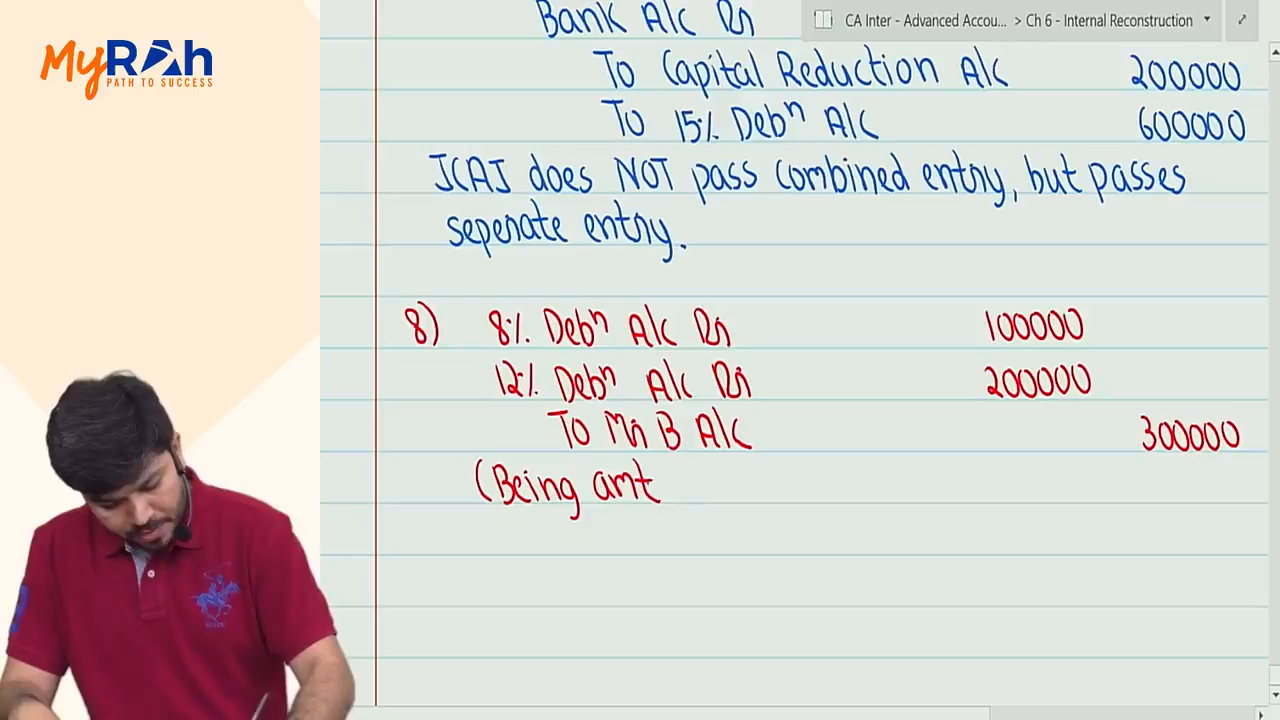 MyRAh
PATH TO SUCCESS
CA Inter - Advanced Accou... > Ch 6 - Internal Reconstruction
Bank A/c Dr
To Capital Reduction A/c 200000
To 15% Debⁿ A/c 600000
ICAI does NOT pass combined entry, but passes
seperate entry.
8) 8% Debⁿ A/c Dr 100000
12% Debⁿ A/c Dr 200000
To Mr B A/c 300000
(Being amt